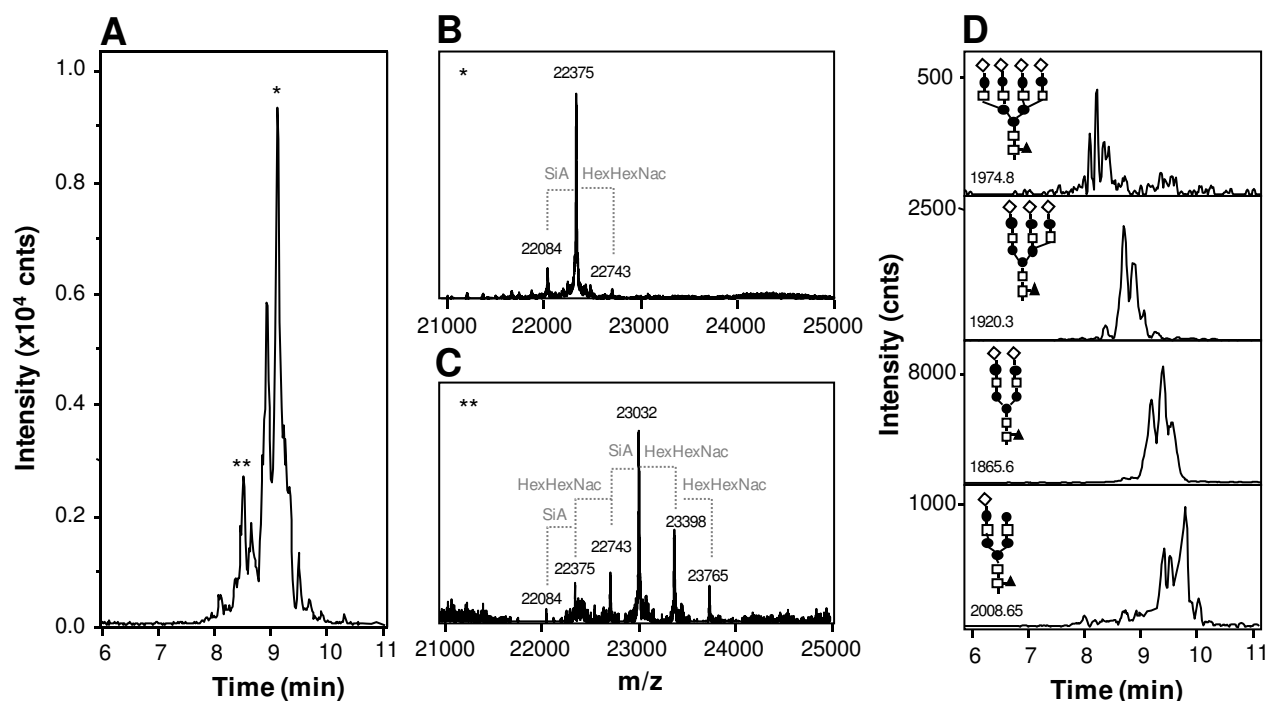 A
Intensity (x10⁴ cnts)
1.0
0.8
0.6
0.4
0.2
0.0
*
**
6 7 8 9 10 11
Time (min)
B
*
22375
SiA HexHexNac
22084
22743
21000 22000 23000 24000 25000
C
**
23032
SiA HexHexNac
HexHexNac HexHexNac
SiA
23398
22743
22375 23765
22084
21000 22000 23000 24000 25000
m/z
D
Intensity (cnts)
500
1974.8
2500
1920.3
8000
1865.6
1000
2008.65
6 7 8 9 10 11
Time (min)